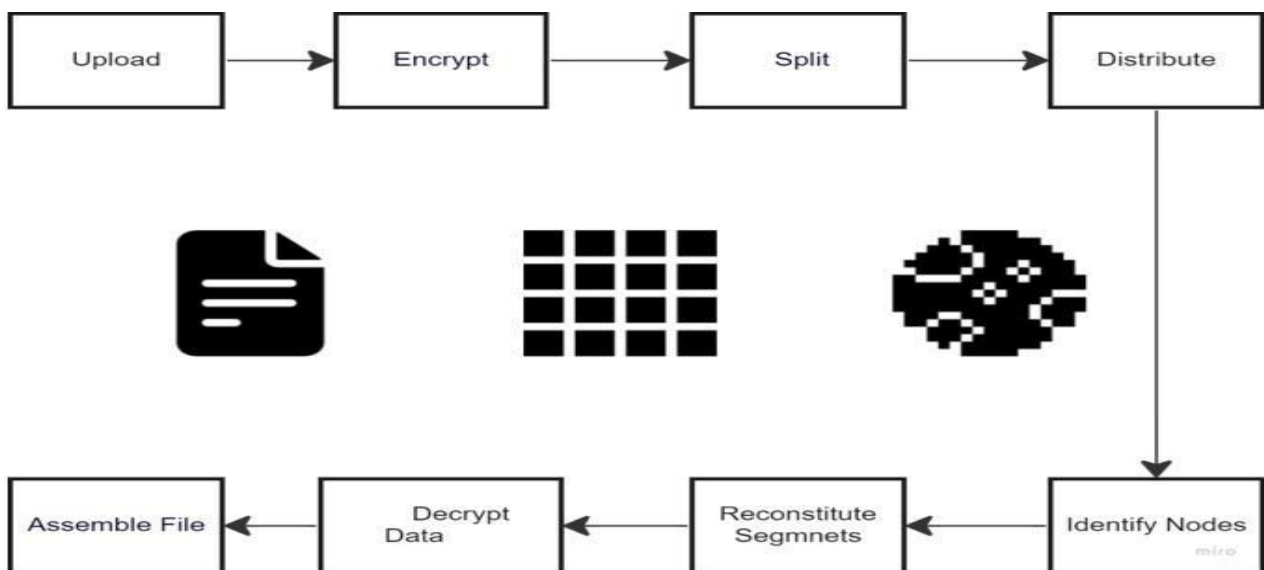 Upload
Encrypt
Split
Distribute
Assemble File
Decrypt
Data
Reconstitute
Segmnets
Identify Nodes
miro